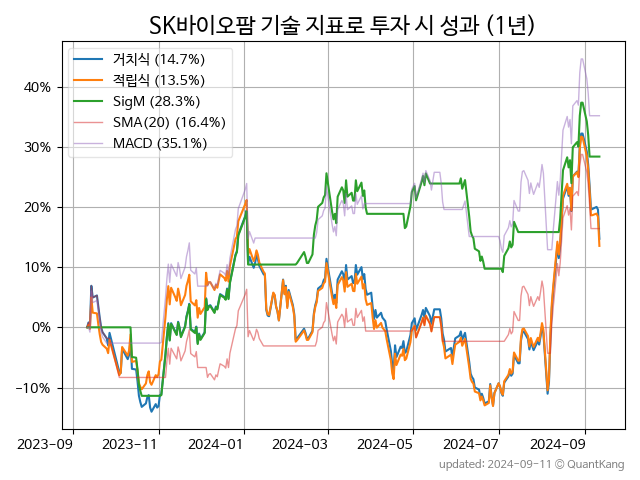 SK바이오팜 기술 지표로 투자 시 성과 (1년)
거치식 (14.7%)
적립식 (13.5%)
SigM (28.3%)
SMA(20) (16.4%)
MACD (35.1%)
40%
30%
20%
10%
0%
−10%
2023-09 2023-11 2024-01 2024-03 2024-05 2024-07 2024-09
updated: 2024-09-11 © QuantKang